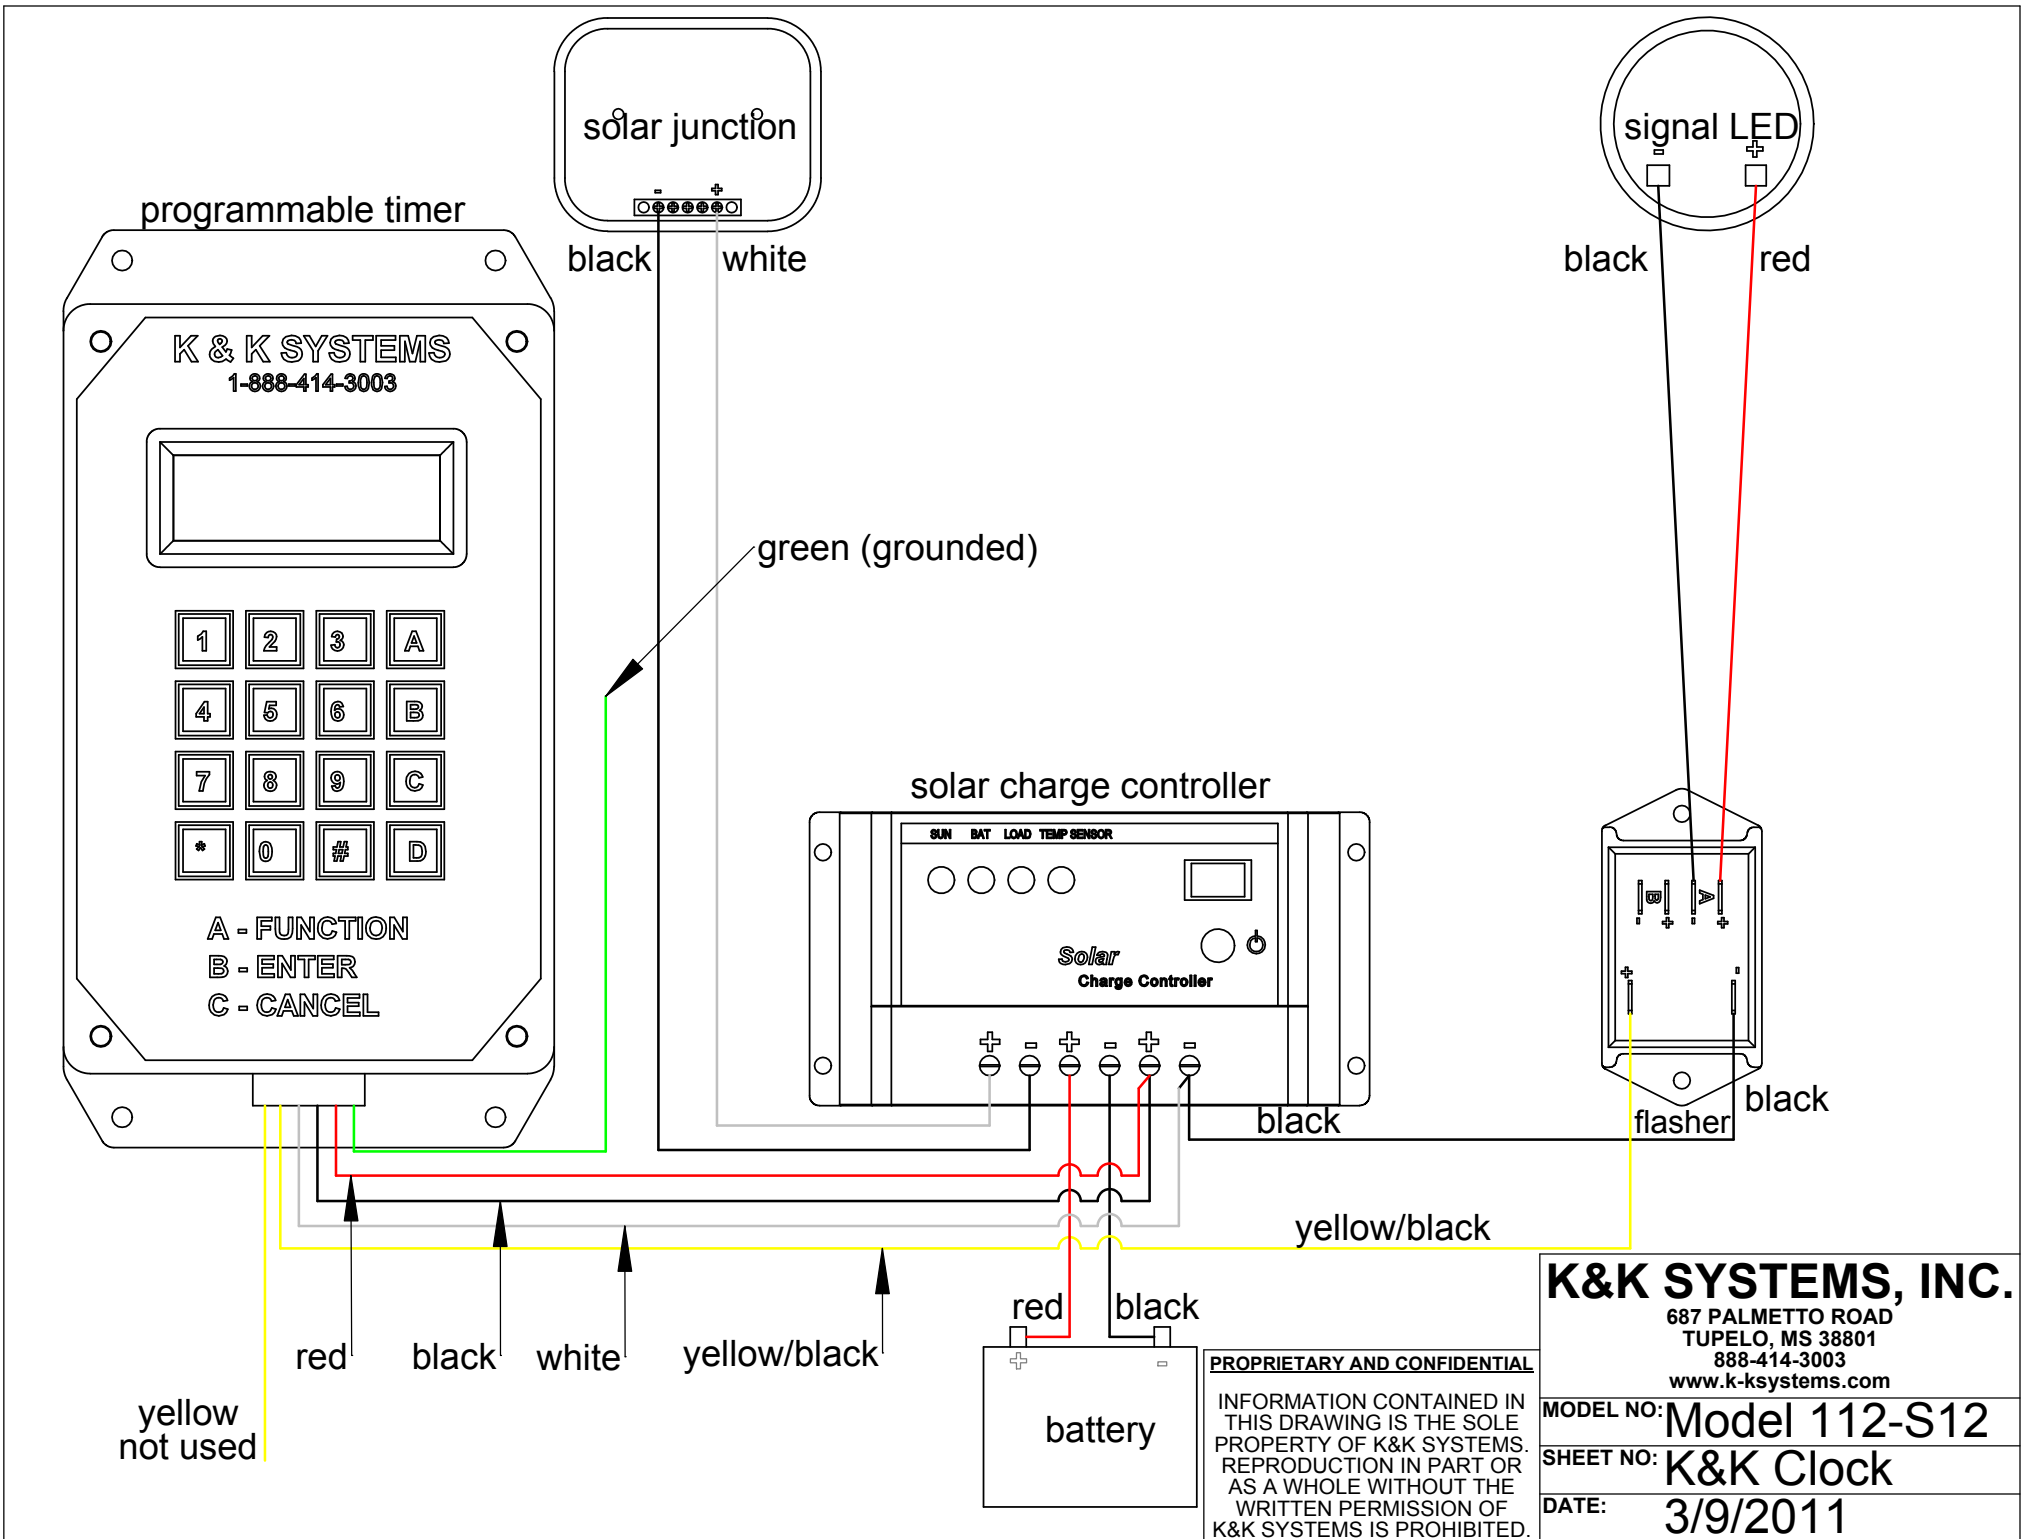 solar junction
- +
black white
signal LED
- +
black red
programmable timer
K & K SYSTEMS
1-888-414-3003
1 2 3 A
4 5 6 B
7 8 9 C
* 0 # D
A - FUNCTION
B - ENTER
C - CANCEL
green (grounded)
solar charge controller
SUN BAT LOAD TEMP SENSOR
Solar
Charge Controller
+ - + - + -
black
B A
- + - +
+ -
flasher
black
red
black
white
yellow/black
yellow/black
yellow
not used
red black
+ -
battery
PROPRIETARY AND CONFIDENTIAL
INFORMATION CONTAINED IN
THIS DRAWING IS THE SOLE
PROPERTY OF K&K SYSTEMS.
REPRODUCTION IN PART OR
AS A WHOLE WITHOUT THE
WRITTEN PERMISSION OF
K&K SYSTEMS IS PROHIBITED.
K&K SYSTEMS, INC.
687 PALMETTO ROAD
TUPELO, MS 38801
888-414-3003
www.k-ksystems.com
MODEL NO: Model 112-S12
SHEET NO: K&K Clock
DATE: 3/9/2011